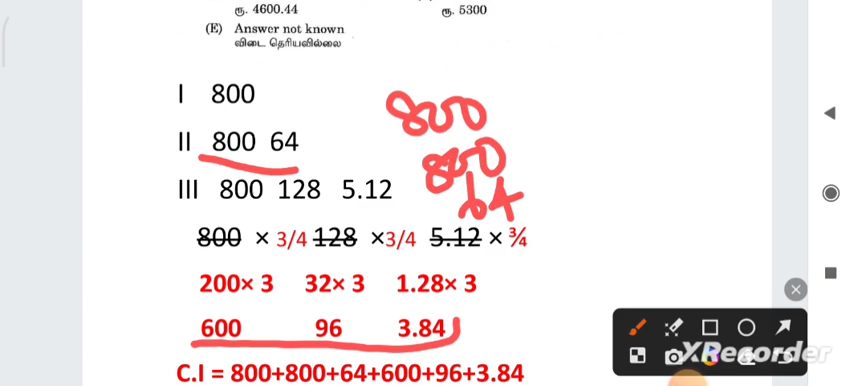 ரூ. 4600.44
ரூ. 5300
(E) Answer not known
விடை தெரியவில்லை
I 800
II 800 64
III 800 128 5.12
800 × 3/4 128 ×3/4 5.12 × ¾
200× 3 32× 3 1.28× 3
600 96 3.84
C.I = 800+800+64+600+96+3.84
800
800
64
XRecorder